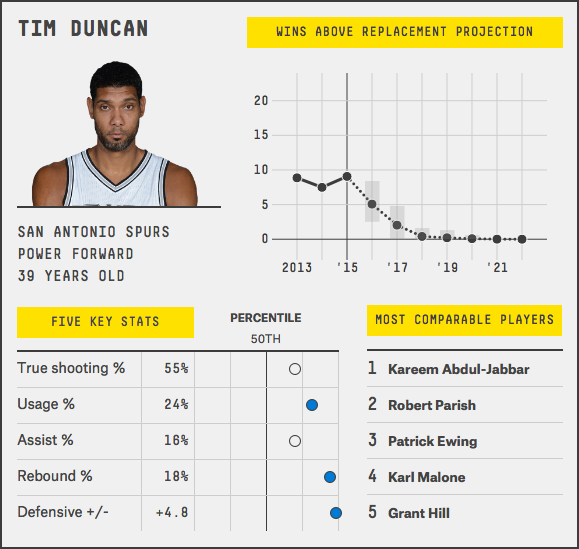 TIM DUNCAN
SAN ANTONIO SPURS
POWER FORWARD
39 YEARS OLD
WINS ABOVE REPLACEMENT PROJECTION
20
15
10
5
0
2013 '15 '17 '19 '21
FIVE KEY STATS
PERCENTILE
50TH
True shooting % 55%
Usage % 24%
Assist % 16%
Rebound % 18%
Defensive +/- +4.8
MOST COMPARABLE PLAYERS
1 Kareem Abdul-Jabbar
2 Robert Parish
3 Patrick Ewing
4 Karl Malone
5 Grant Hill